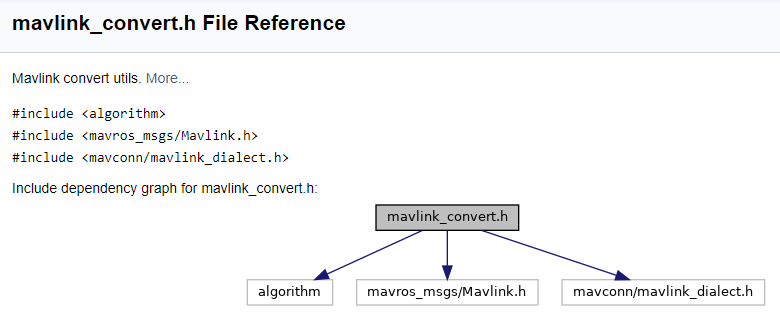 mavlink_convert.h File Reference
Mavlink convert utils. More...
#include <algorithm>
#include <mavros_msgs/Mavlink.h>
#include <mavconn/mavlink_dialect.h>
Include dependency graph for mavlink_convert.h:
mavlink_convert.h
algorithm mavros_msgs/Mavlink.h mavconn/mavlink_dialect.h